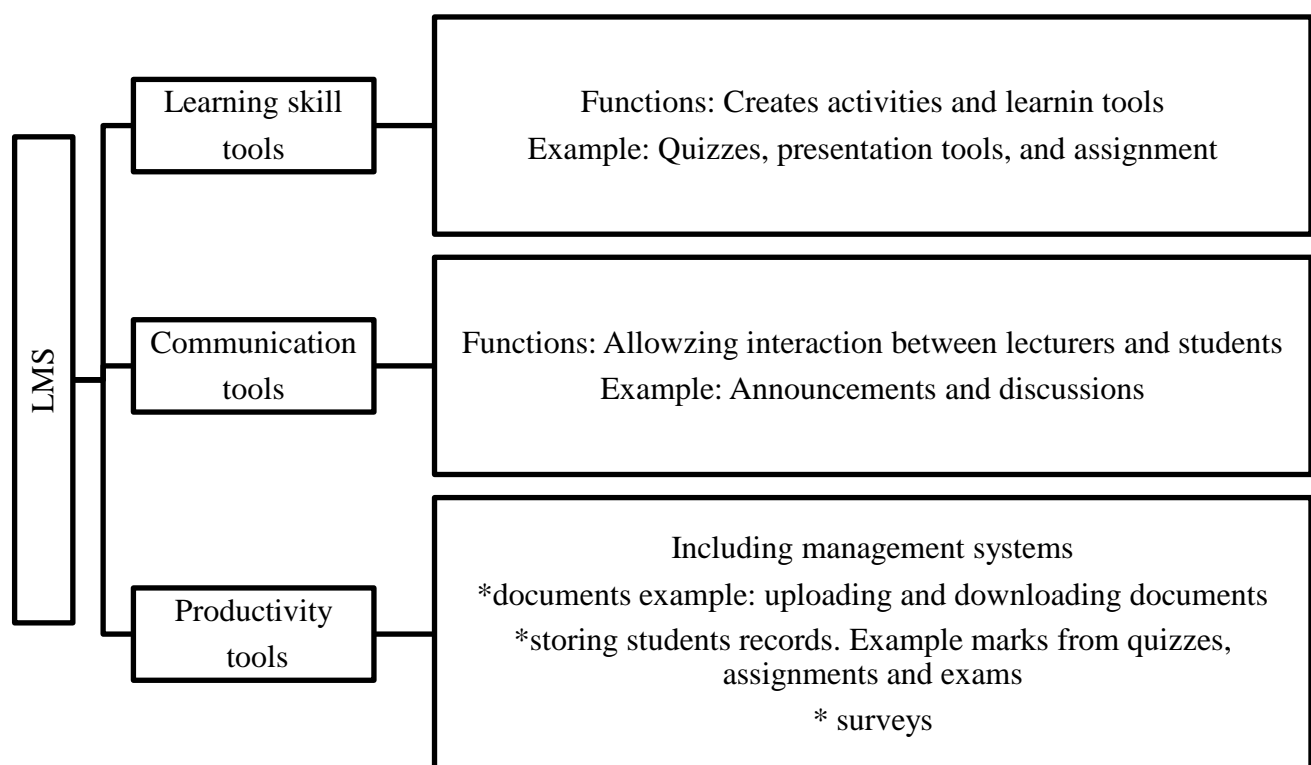 LMS
Learning skill
tools
Functions: Creates activities and learnin tools
Example: Quizzes, presentation tools, and assignment
Communication
tools
Functions: Allowzing interaction between lecturers and students
Example: Announcements and discussions
Productivity
tools
Including management systems
*documents example: uploading and downloading documents
*storing students records. Example marks from quizzes,
assignments and exams
* surveys